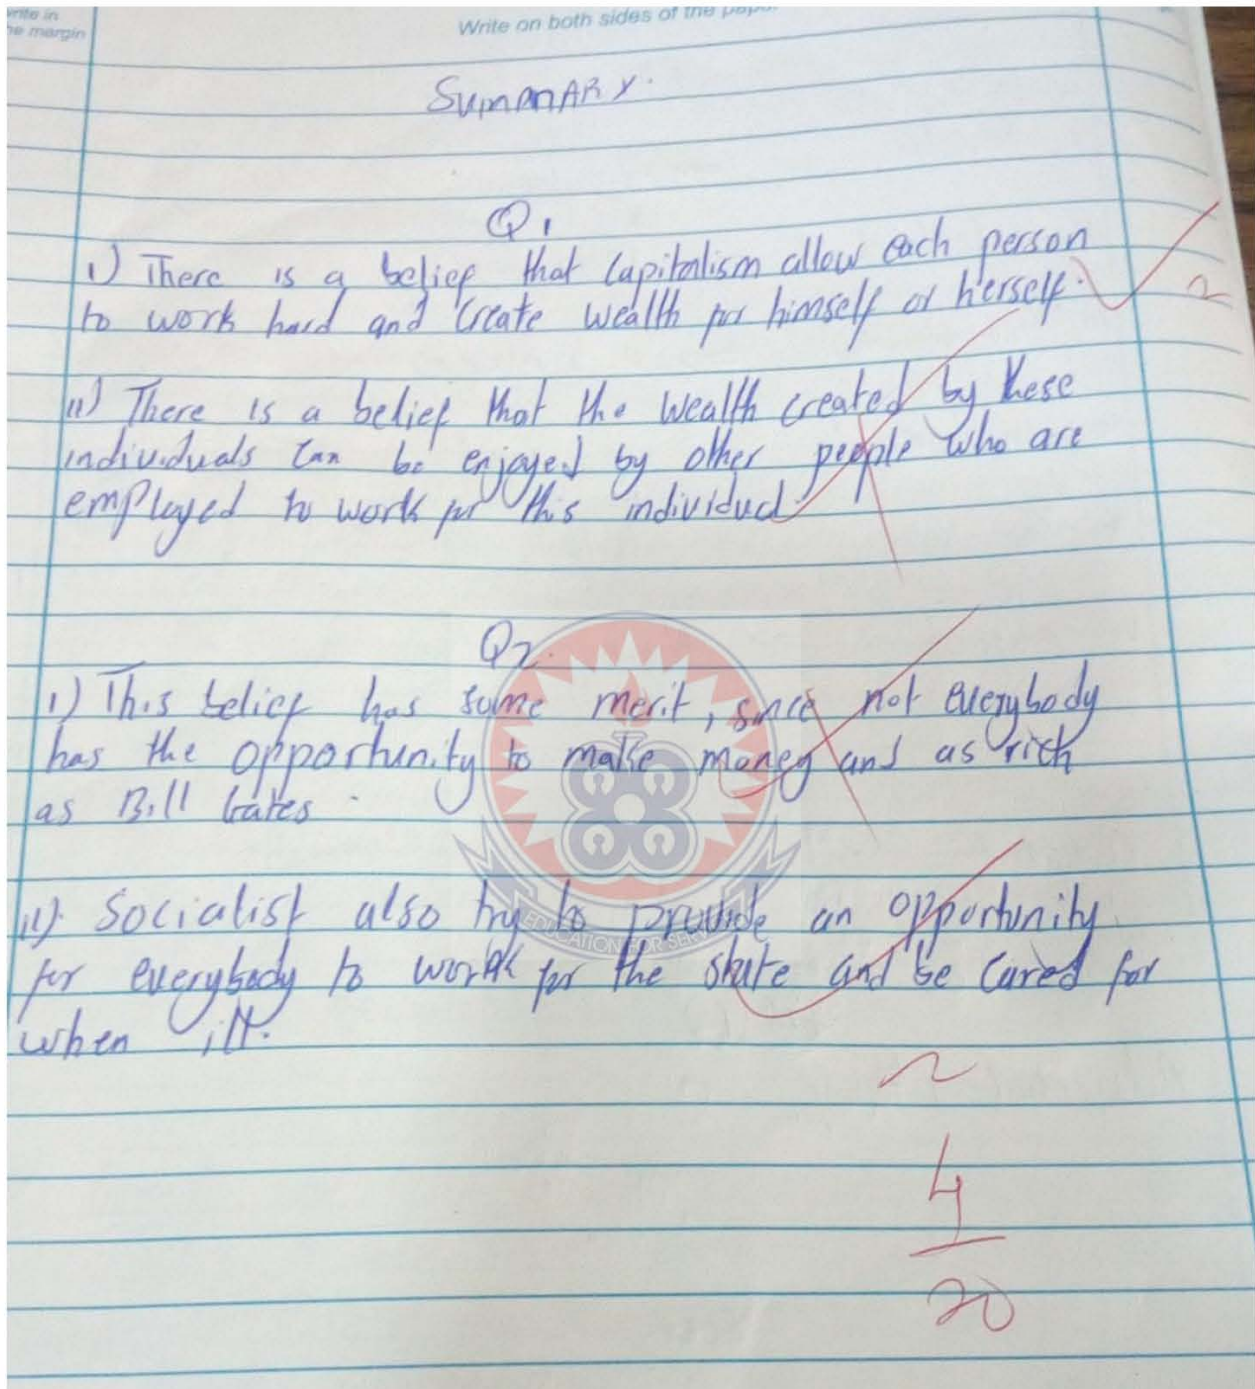 write in
he margin
Write on both sides of the paper
SUMMARY.
Q1
i) There is a belief that Capitalism allow each person
to work hard and create wealth for himself or herself.
2
ii) There is a belief that the wealth created by these
individuals can be enjoyed by other people who are
employed to work for this individual
Q2.
i) This belief has some merit, since not everybody
has the opportunity to make money and as rich
as Bill Gates.
ii). Socialist also try to provide an opportunity
for everybody to work for the state and be cared for
when ill.
EDUCATION FOR SERVICE
2
4
20